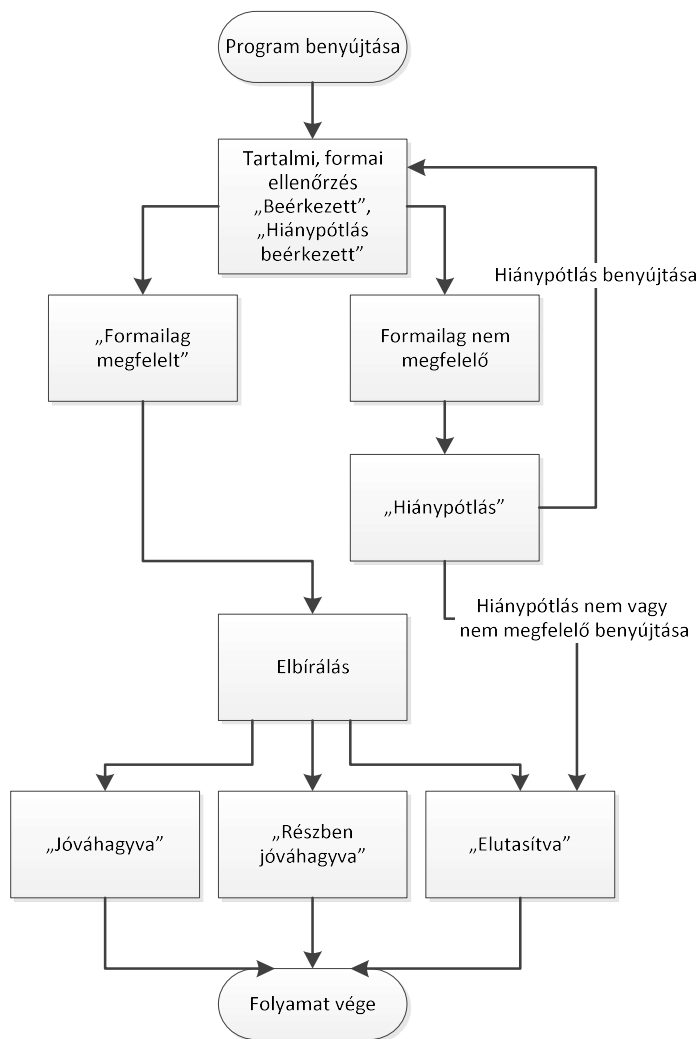 Program benyújtása
Tartalmi, formai
ellenőrzés
„Beérkezett”,
„Hiánypótlás
beérkezett”
Hiánypótlás benyújtása
„Formailag
megfelelt”
Formailag nem
megfelelő
„Hiánypótlás”
Hiánypótlás nem vagy
nem megfelelő benyújtása
Elbírálás
„Jóváhagyva”
„Részben
jóváhagyva”
„Elutasítva”
Folyamat vége